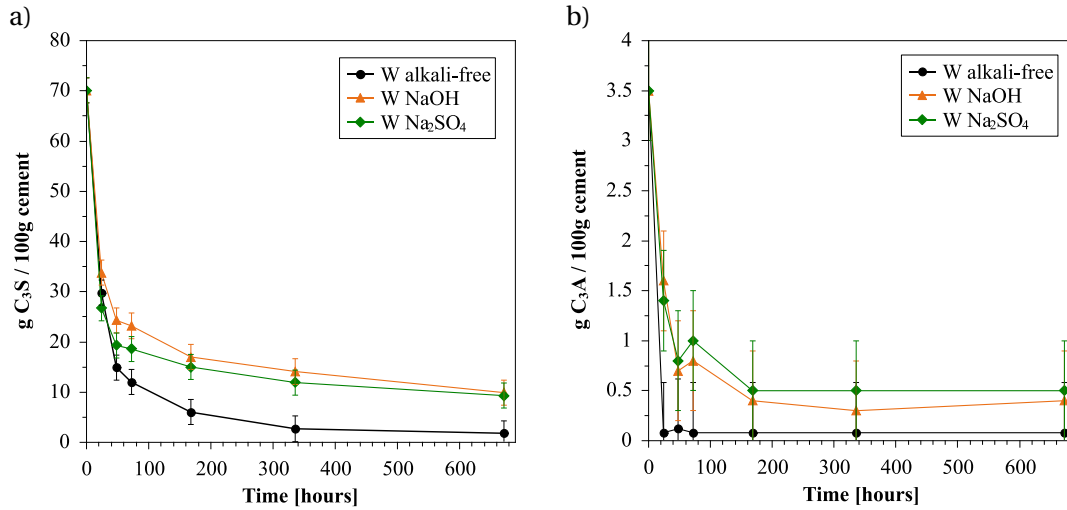 a)
g C₃S / 100g cement
80
70
60
50
40
30
20
10
0
W alkali-free
W NaOH
W Na₂SO₄
0 100 200 300 400 500 600
Time [hours]
b)
g C₃A / 100g cement
4
3.5
3
2.5
2
1.5
1
0.5
0
W alkali-free
W NaOH
W Na₂SO₄
0 100 200 300 400 500 600
Time [hours]